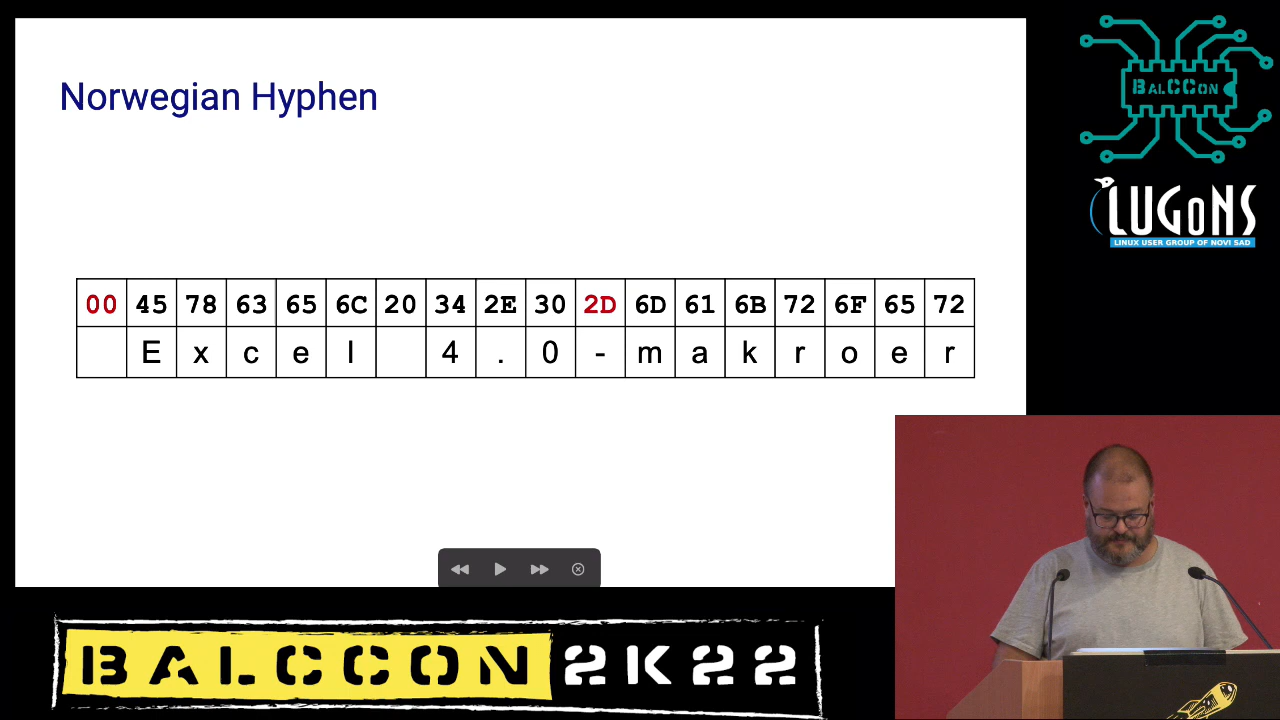 Norwegian Hyphen
00 45 78 63 65 6C 20 34 2E 30 2D 6D 61 6B 72 6F 65 72
E x c e l 4 . 0 - m a k r o e r
BALCCON
LUGONS
LINUX USER GROUP OF NOVI SAD
BALCCON 2K22